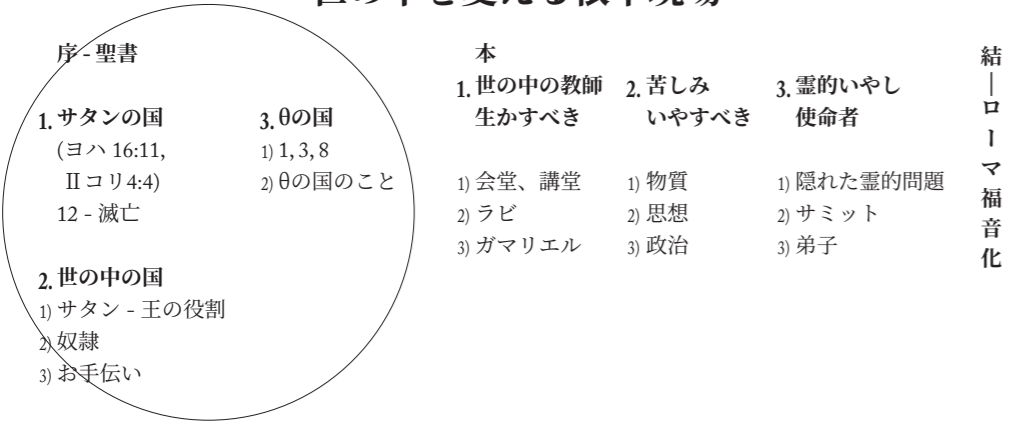 序 - 聖書
1. サタンの国
(ヨハ 16:11,
Ⅱコリ4:4)
12 - 滅亡
2. 世の中の国
1) サタン - 王の役割
2) 奴隷
3) お手伝い
3. θの国
1) 1, 3, 8
2) θの国のこと
本
1. 世の中の教師
生かすべき
1) 会堂、講堂
2) ラビ
3) ガマリエル
2. 苦しみ
いやすべき
1) 物質
2) 思想
3) 政治
3. 霊的いやし
使命者
1) 隠れた霊的問題
2) サミット
3) 弟子
結―ローマ福音化